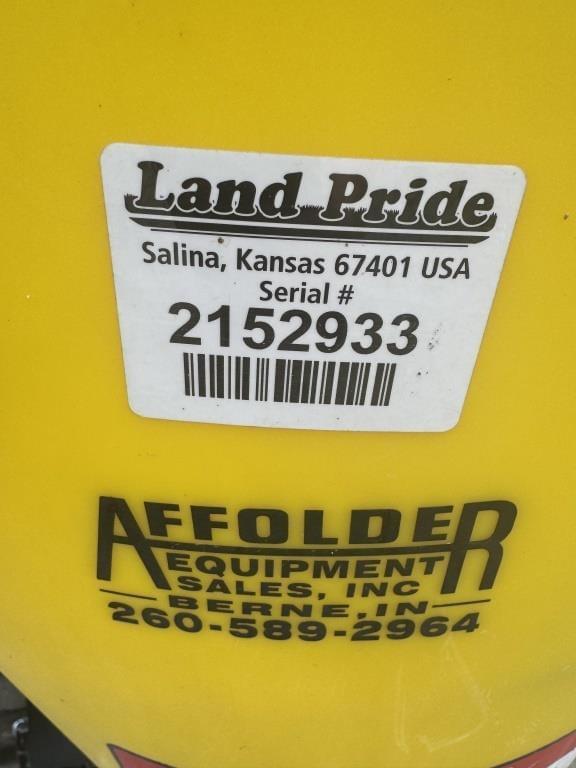 Land Pride
Salina, Kansas 67401 USA
Serial #
2152933
AFFOLDER
EQUIPMENT
SALES, INC
BERNE, IN
260-589-2964